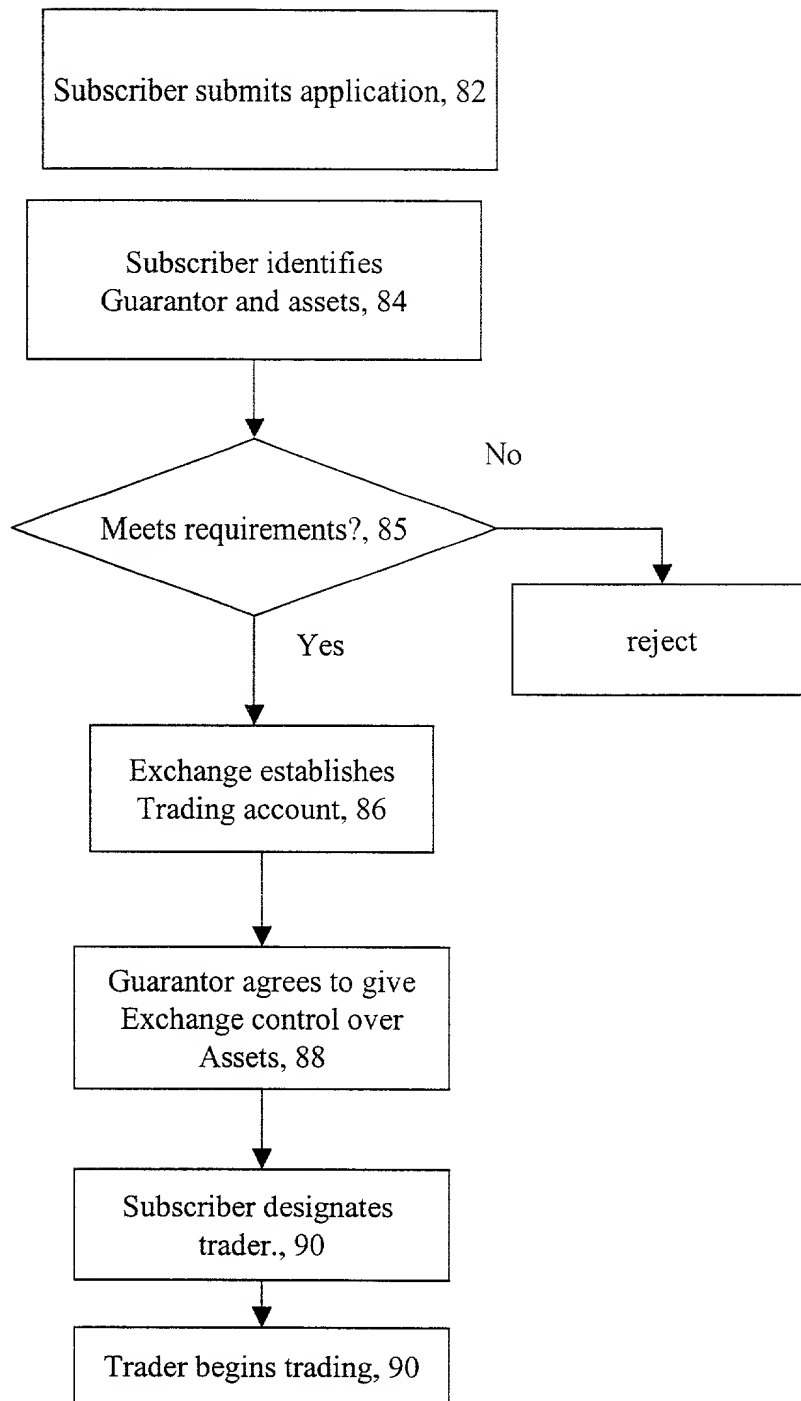 Subscriber submits application, 82
Subscriber identifies
Guarantor and assets, 84
No
Meets requirements?, 85
Yes
reject
Exchange establishes
Trading account, 86
Guarantor agrees to give
Exchange control over
Assets, 88
Subscriber designates
trader., 90
Trader begins trading, 90